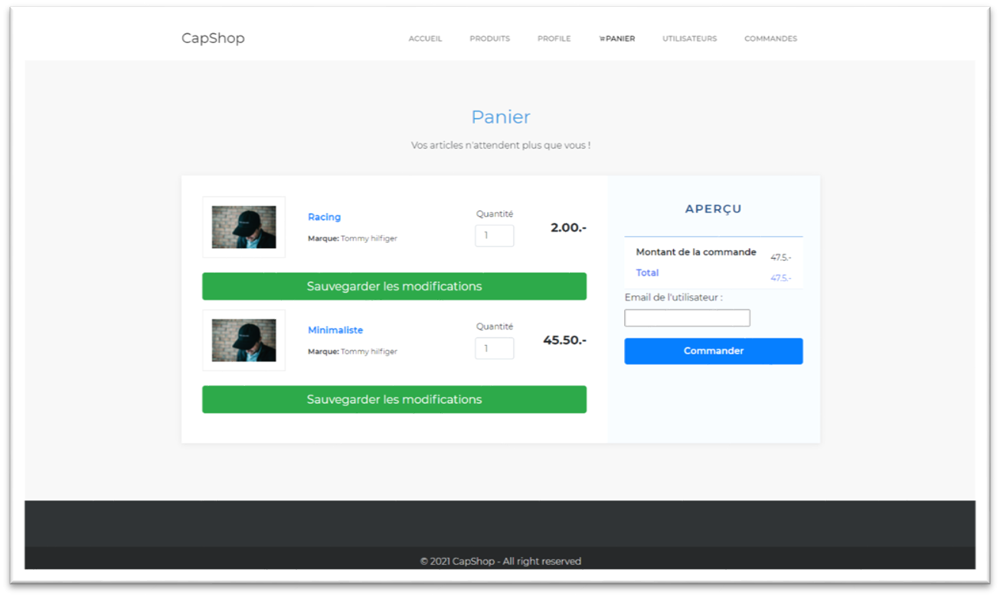 CapShop
ACCUEIL PRODUITS PROFILE PANIER UTILISATEURS COMMANDES
Panier
Vos articles n'attendent plus que vous !
Racing
Marque: Tommy hilfiger
Quantité
1
2.00.-
Sauvegarder les modifications
Minimaliste
Marque: Tommy hilfiger
Quantité
1
45.50.-
Sauvegarder les modifications
APERÇU
Montant de la commande 47.5.-
Total 47.5.-
Email de l'utilisateur :
Commander
© 2021 CapShop - All right reserved